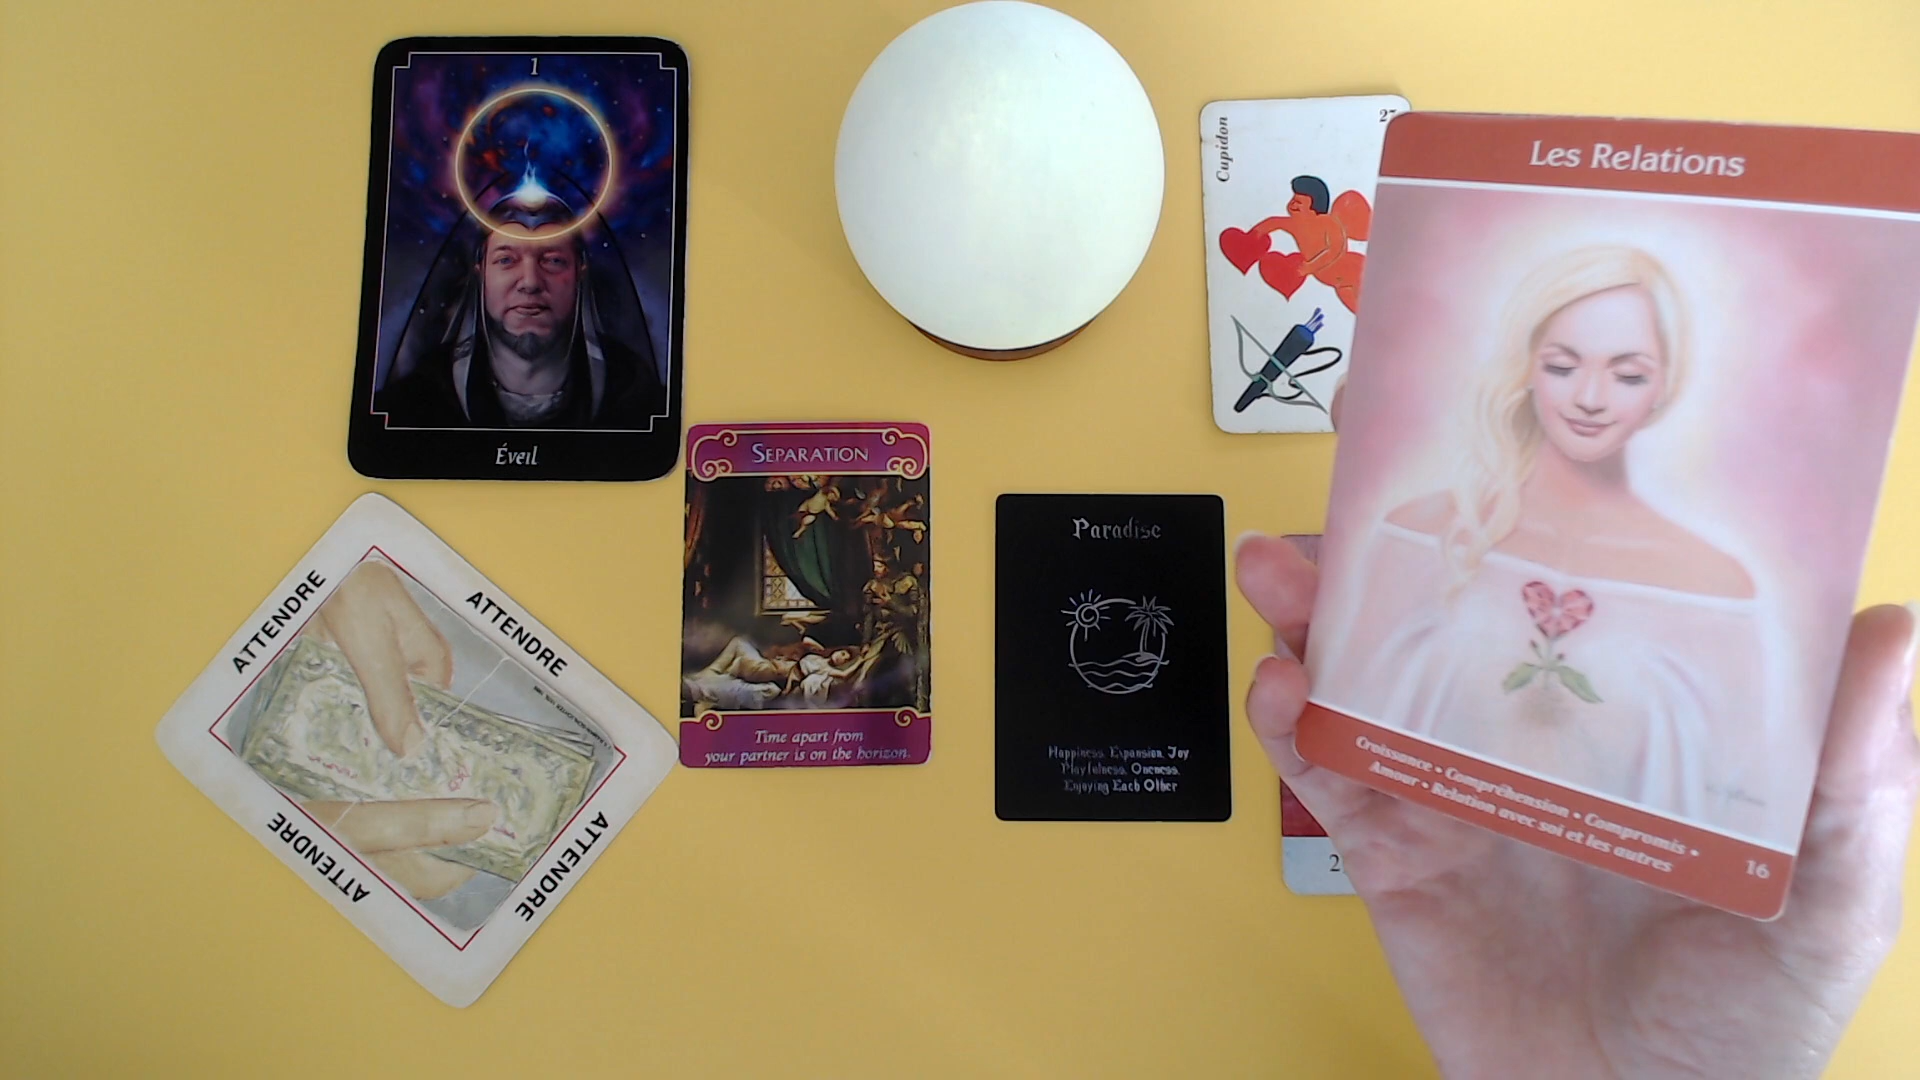 1
Éveil
Cupidon
27
Les Relations
Croissance • Compréhension • Compromis •
Amour • Relation avec soi et les autres
16
SEPARATION
Time apart from
your partner is on the horizon.
Paradise
Happiness, Expansion, Joy
Playfulness, Oneness,
Enjoying Each Other
ATTENDRE
ATTENDRE
ATTENDRE
ATTENDRE
2